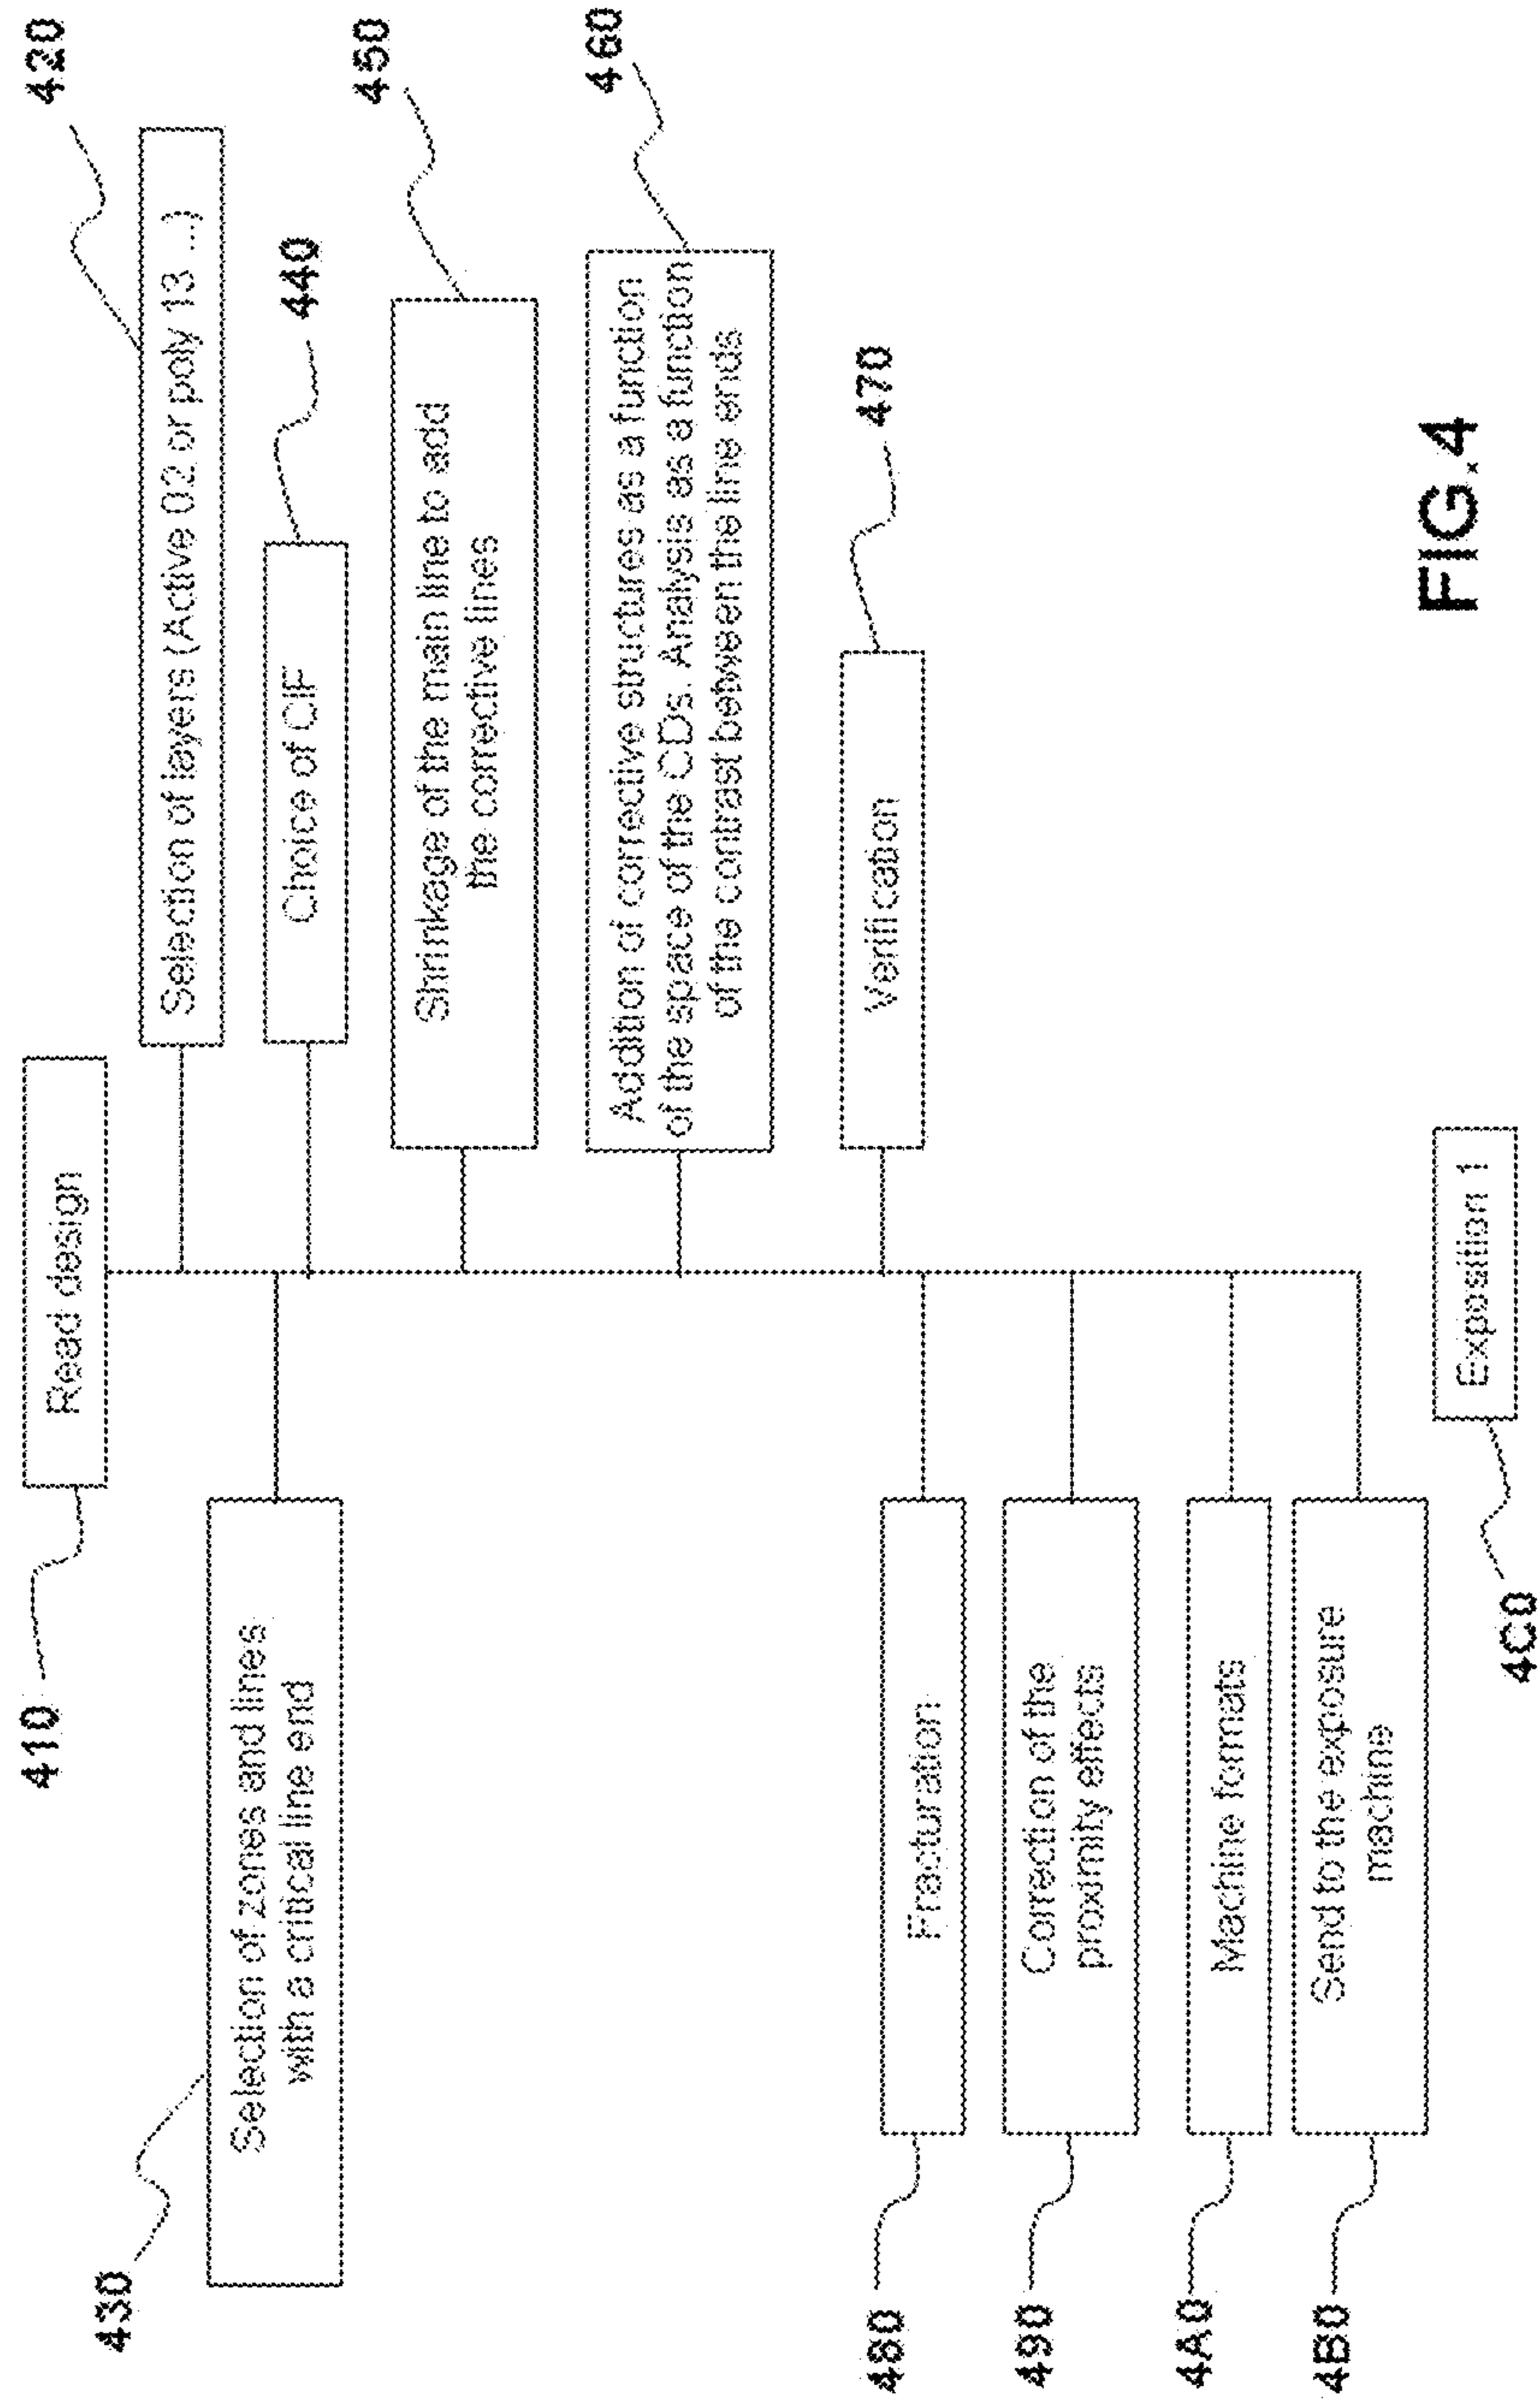 410
Read design
420
Selection of layers (Active 02 or poly 13 ...)
430
Selection of zones and lines
with a critical line end
440
Choice of CIF
450
Shrinkage of the main line to add
the corrective lines
460
Addition of corrective structures as a function
of the space of the CDs. Analysis as a function
of the contrast between the line ends
470
Verification
480
Fracturation
490
Correction of the
proximity effects
4A0
Machine formats
4B0
Send to the exposure
machine
4C0
Exposition 1
FIG.4